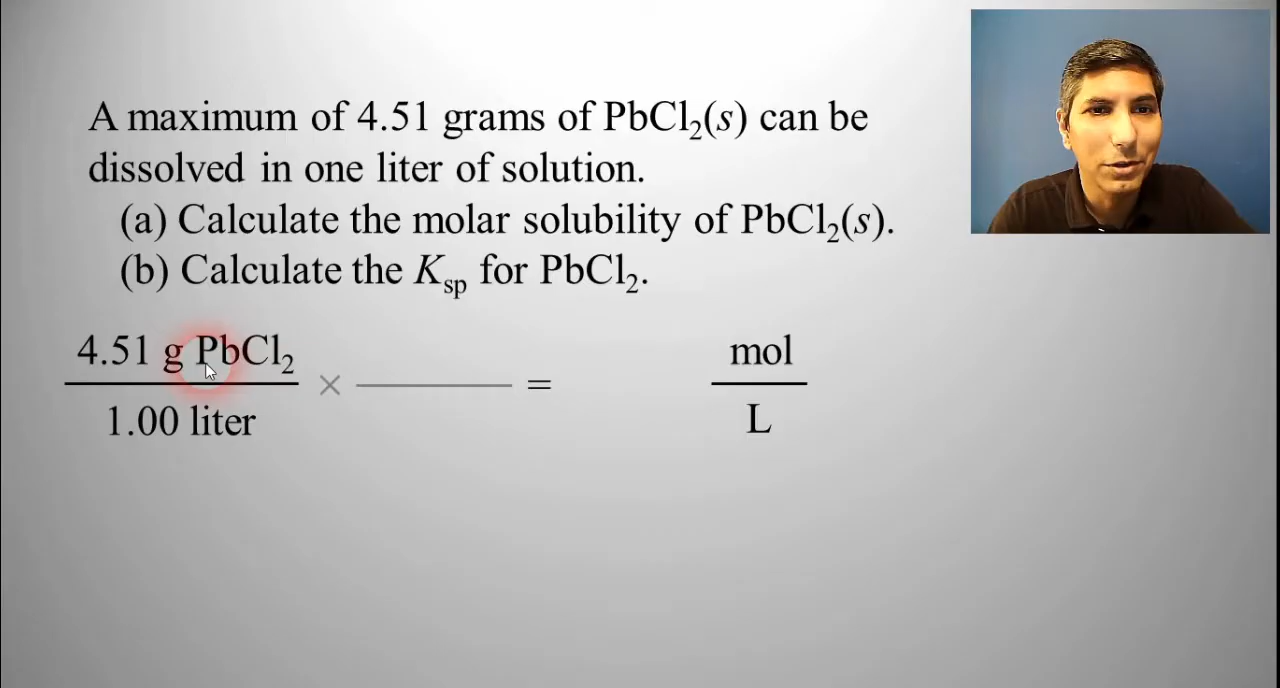 A maximum of 4.51 grams of PbCl₂(s) can be
dissolved in one liter of solution.
(a) Calculate the molar solubility of PbCl₂(s).
(b) Calculate the Ksp for PbCl₂.
4.51 g PbCl₂
1.00 liter
× =
mol
L